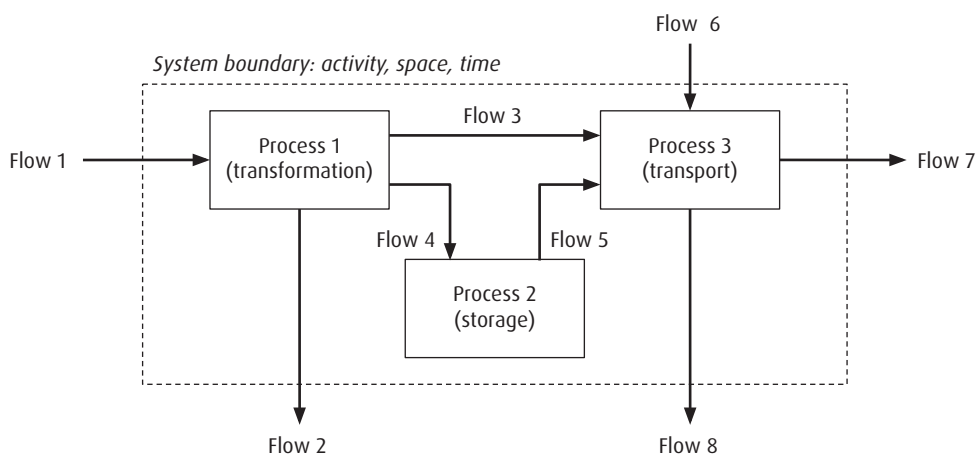 Flow 6
System boundary: activity, space, time
Flow 3
Process 1
(transformation)
Process 3
(transport)
Flow 1
Flow 7
Flow 4
Flow 5
Process 2
(storage)
Flow 2
Flow 8